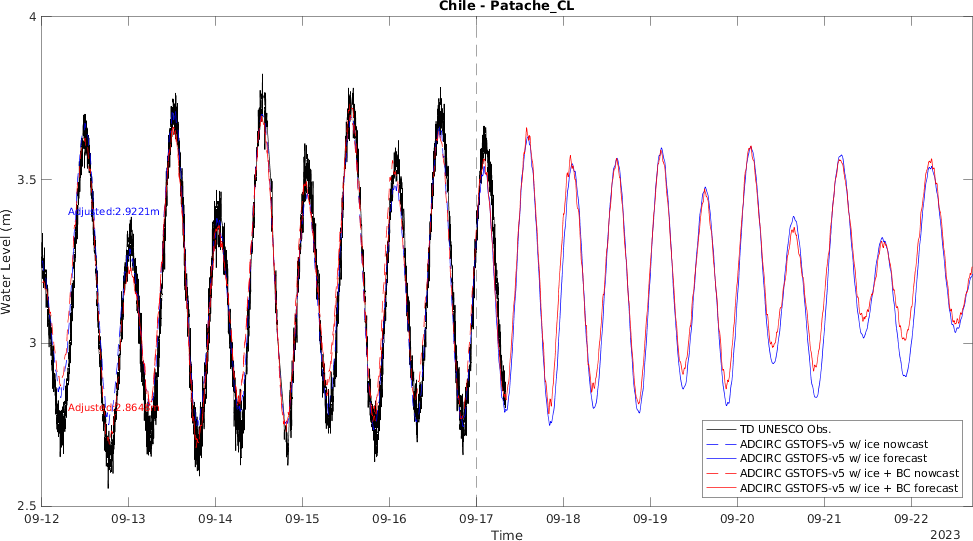 Chile - Patache_CL
4
3.5
3
2.5
Water Level (m)
Adjusted:2.9221m
TD UNESCO Obs.
ADCIRC GSTOFS-v5 w/ ice nowcast
ADCIRC GSTOFS-v5 w/ ice forecast
ADCIRC GSTOFS-v5 w/ ice + BC nowcast
ADCIRC GSTOFS-v5 w/ ice + BC forecast
09-12 09-13 09-14 09-15 09-16 09-17 09-18 09-19 09-20 09-21 09-22
Time
2023